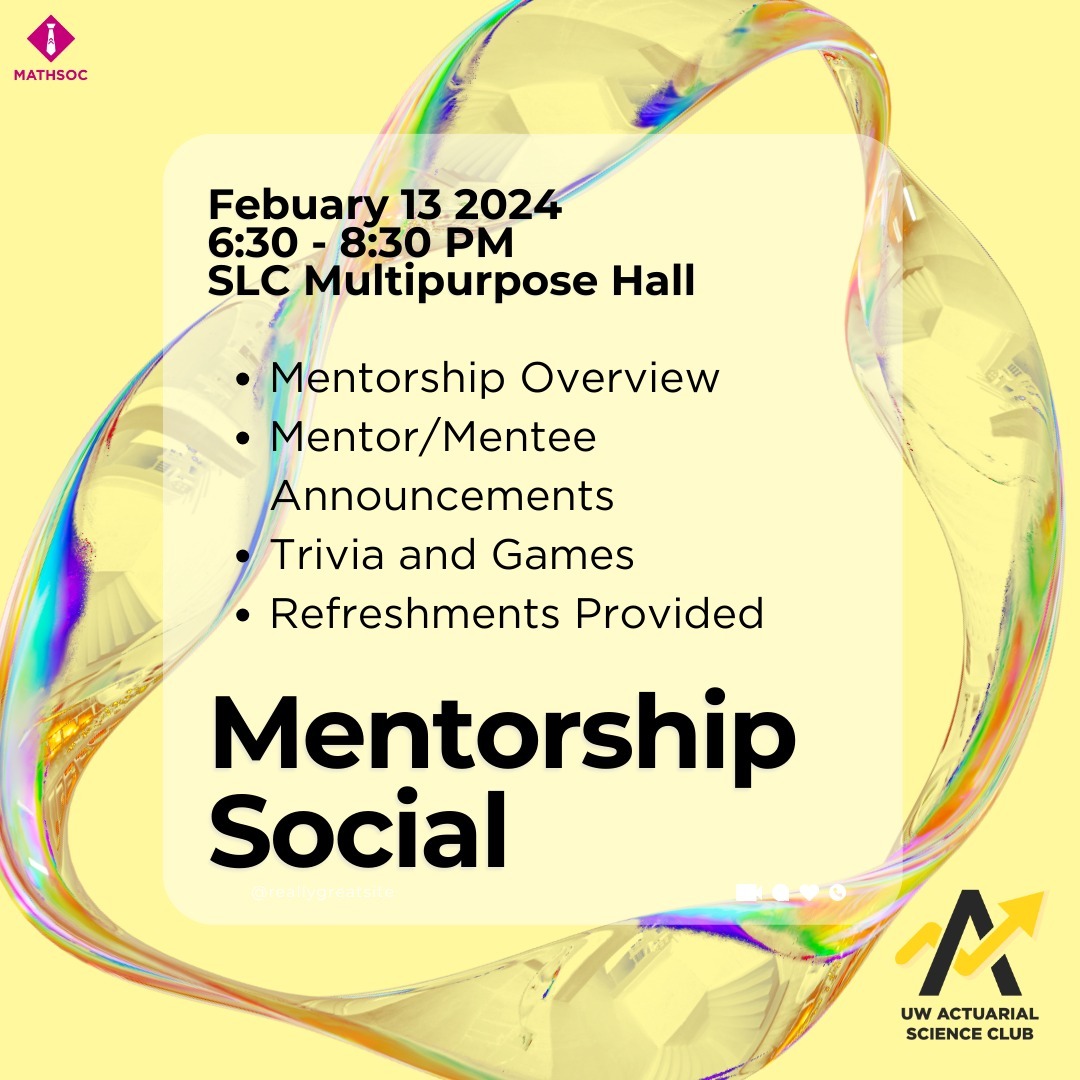 MATHSOC
Febuary 13 2024
6:30 - 8:30 PM
SLC Multipurpose Hall
• Mentorship Overview
• Mentor/Mentee
Announcements
• Trivia and Games
• Refreshments Provided
Mentorship
Social
@reallygreatsite
UW ACTUARIAL
SCIENCE CLUB